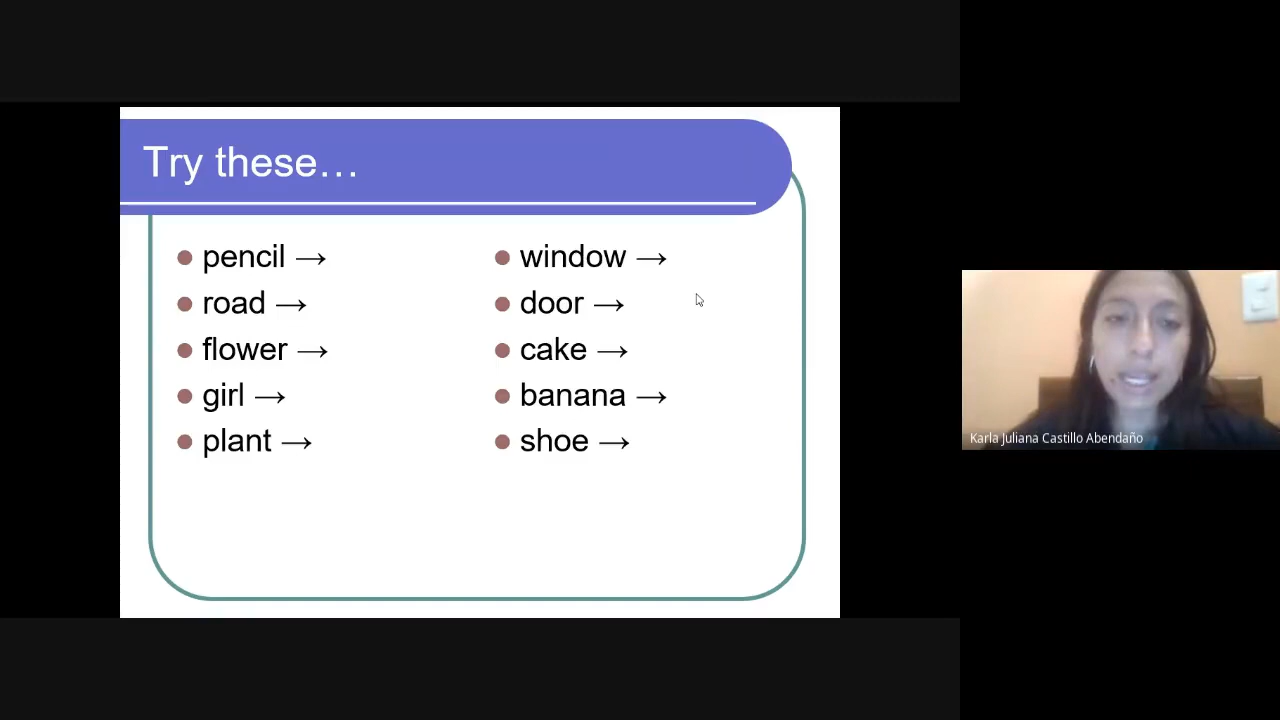 Try these…
pencil →
road →
flower →
girl →
plant →
window →
door →
cake →
banana →
shoe →
Karla Juliana Castillo Abendaño